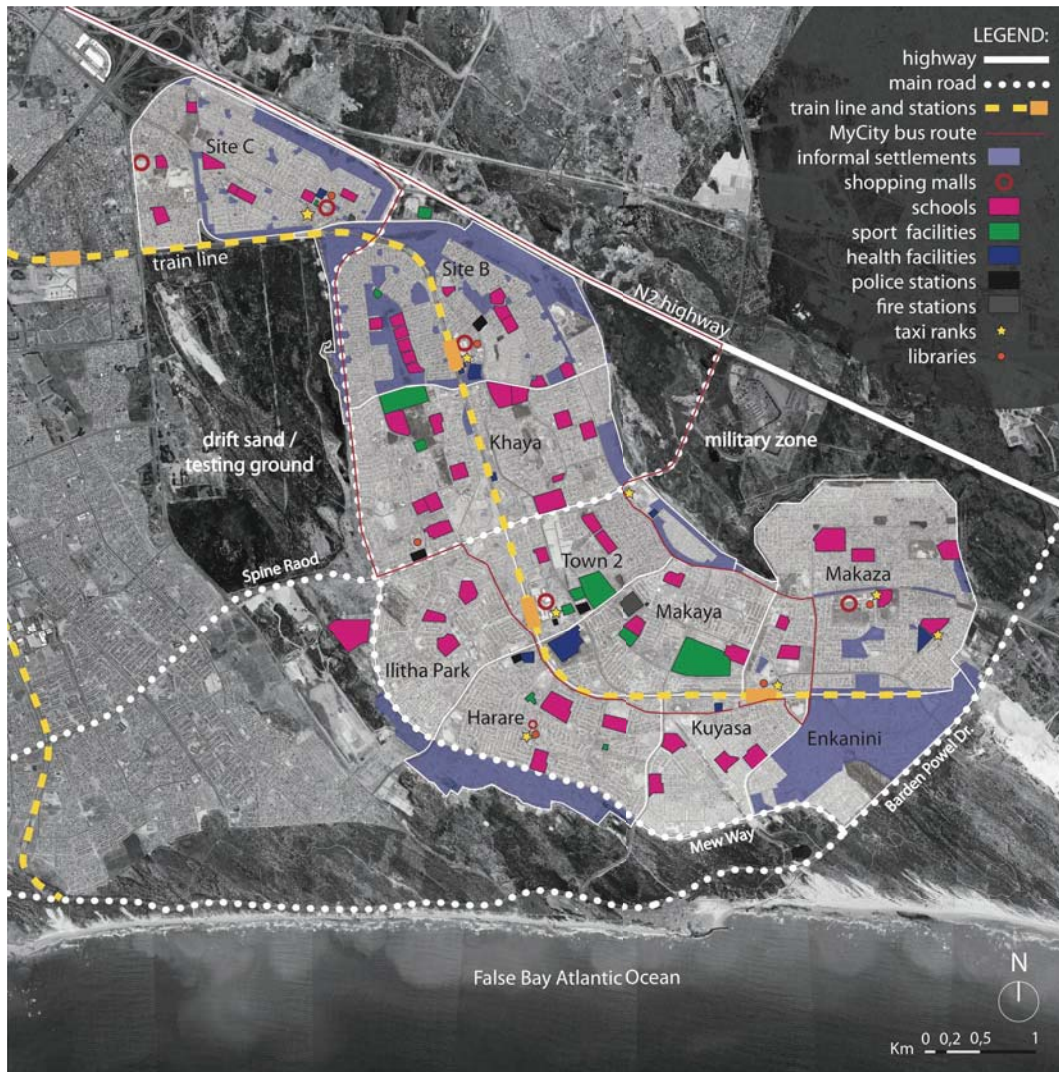 LEGEND:
highway
main road
train line and stations
MyCity bus route
informal settlements
shopping malls
schools
sport facilities
health facilities
police stations
fire stations
taxi ranks
libraries
Site C
train line
Site B
N2 highway
drift sand /
testing ground
Khaya
military zone
Spine Raod
Town 2
Makaza
Makaya
Ilitha Park
Harare
Kuyasa
Enkanini
Barden Powel Dr.
Mew Way
False Bay Atlantic Ocean
N
Km 0 0,2 0,5 1